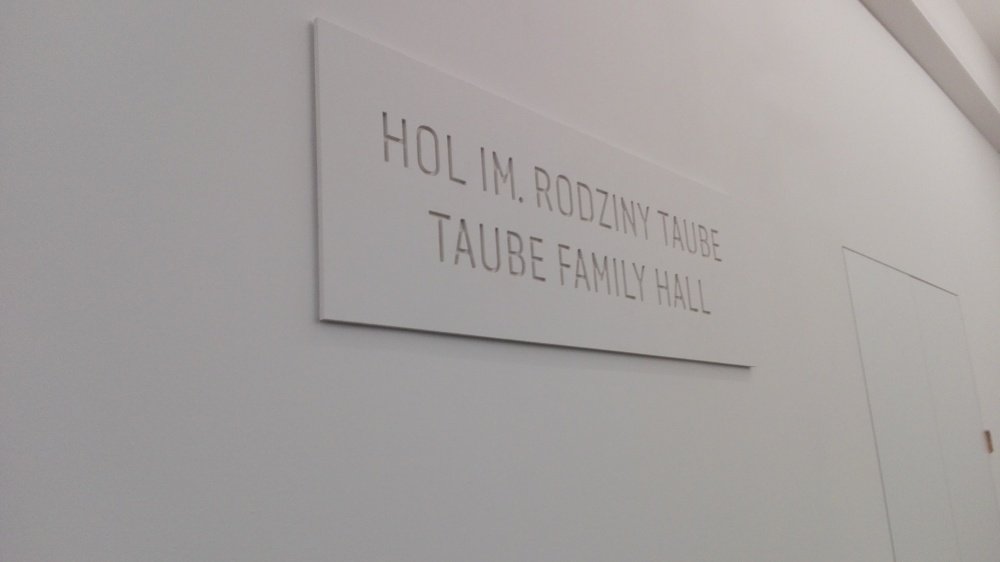 HOL IM. RODZINY TAUBE
TAUBE FAMILY HALL